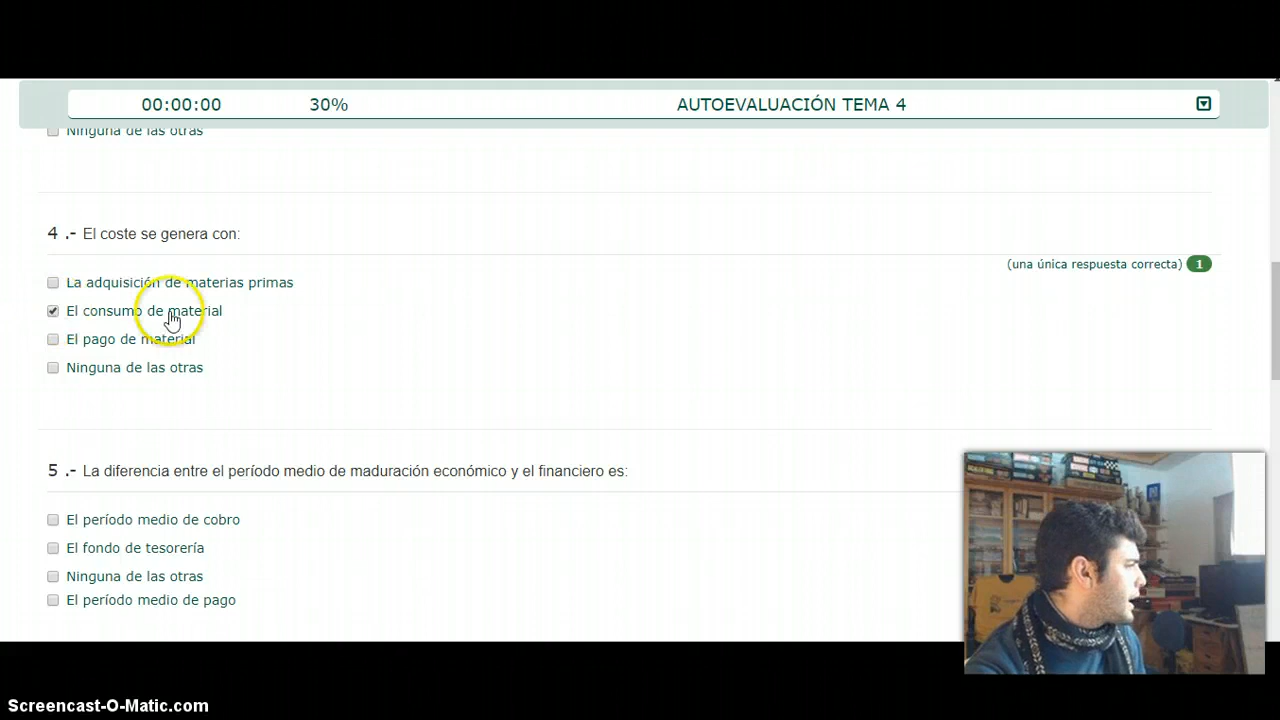 00:00:00 30% AUTOEVALUACIÓN TEMA 4
Ninguna de las otras
4 .- El coste se genera con:
(una única respuesta correcta) 1
La adquisición de materias primas
El consumo de material
El pago de material
Ninguna de las otras
5 .- La diferencia entre el período medio de maduración económico y el financiero es:
El período medio de cobro
El fondo de tesorería
Ninguna de las otras
El período medio de pago
Screencast-O-Matic.com